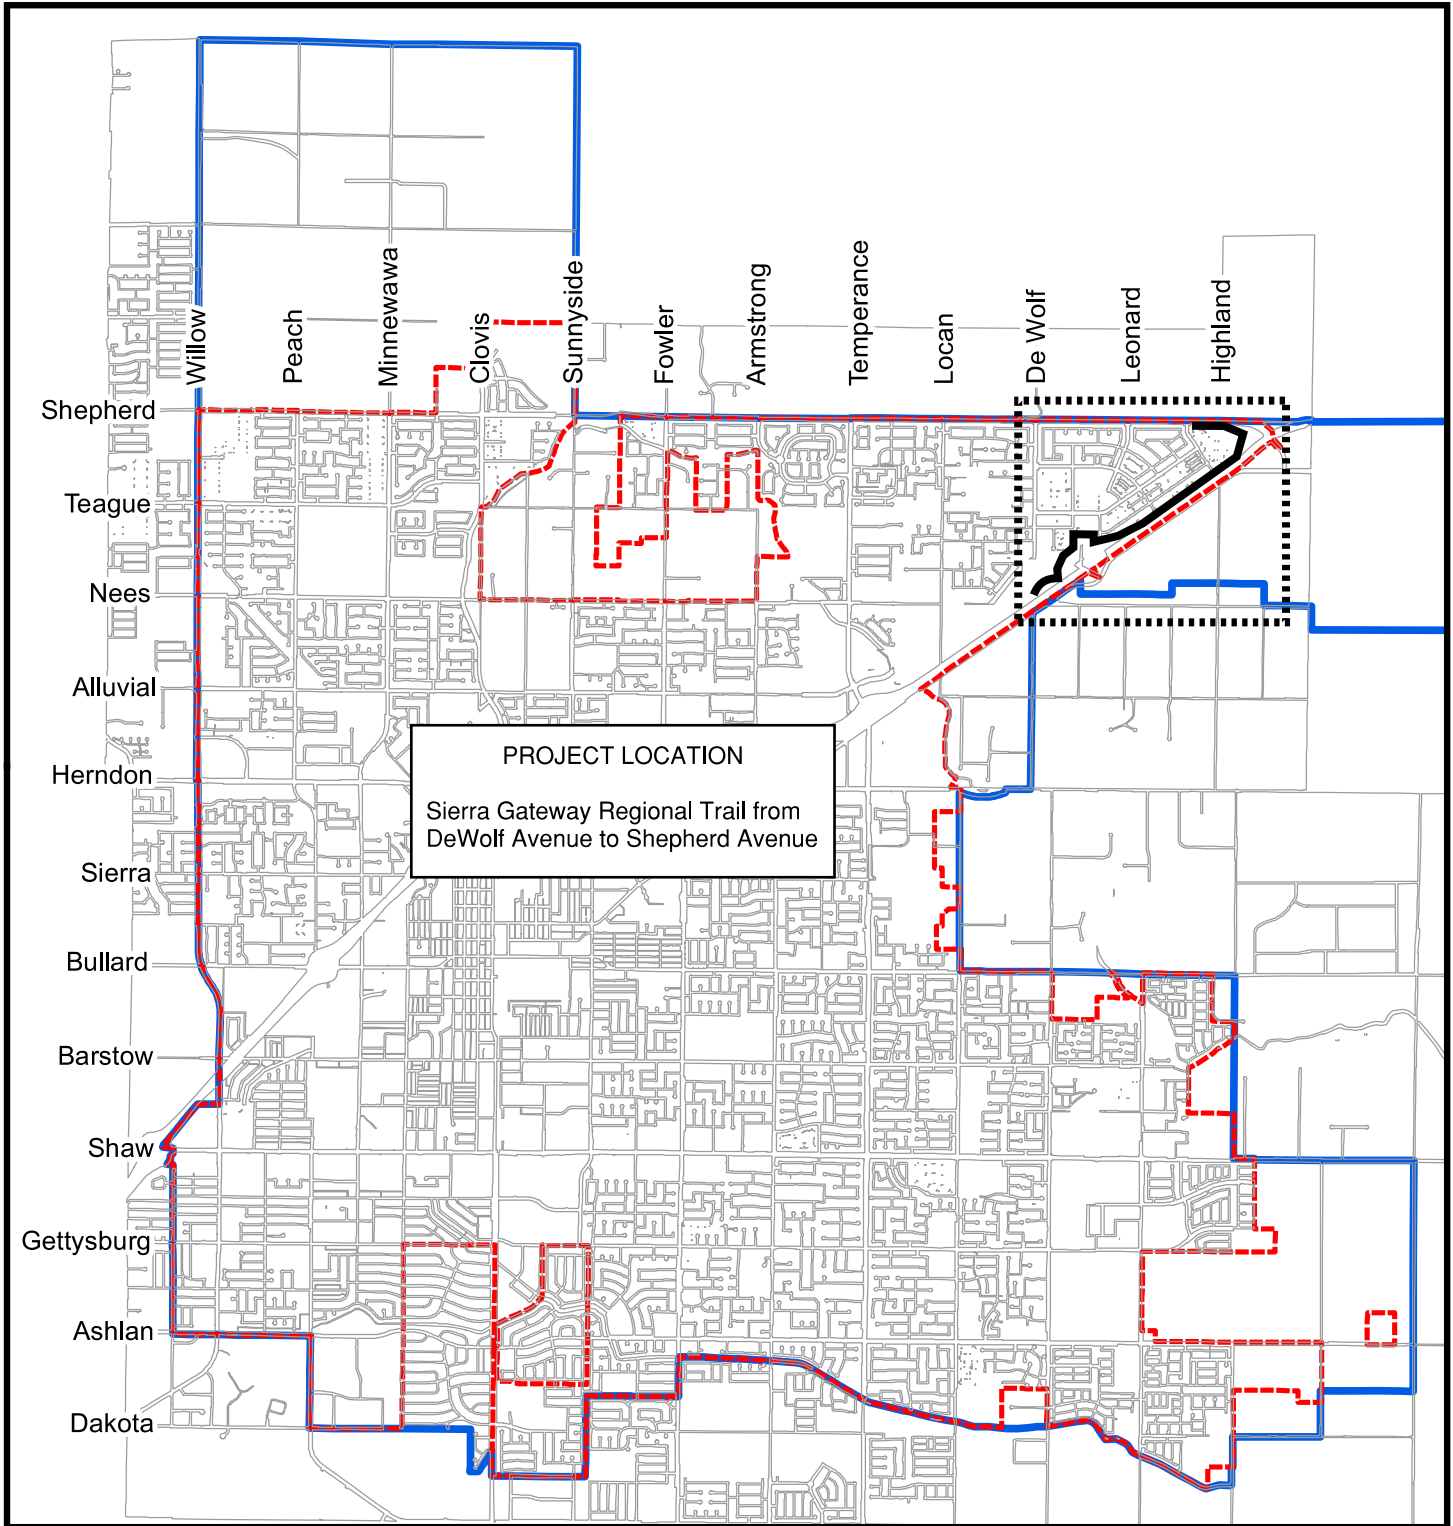 Willow
Peach
Minnewawa
Clovis
Sunnyside
Fowler
Armstrong
Temperance
Locan
De Wolf
Leonard
Highland
Shepherd
Teague
Nees
Alluvial
Herndon
Sierra
Bullard
Barstow
Shaw
Gettysburg
Ashlan
Dakota
PROJECT LOCATION
Sierra Gateway Regional Trail from
DeWolf Avenue to Shepherd Avenue